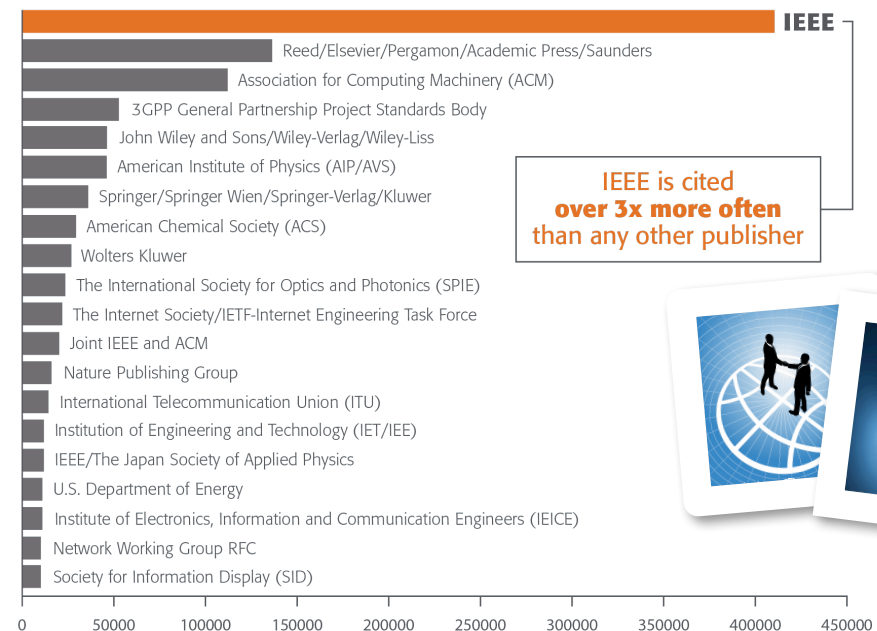 IEEE
Reed/Elsevier/Pergamon/Academic Press/Saunders
Association for Computing Machinery (ACM)
3GPP General Partnership Project Standards Body
John Wiley and Sons/Wiley-Verlag/Wiley-Liss
American Institute of Physics (AIP/AVS)
Springer/Springer Wien/Springer-Verlag/Kluwer
American Chemical Society (ACS)
Wolters Kluwer
The International Society for Optics and Photonics (SPIE)
The Internet Society/IETF-Internet Engineering Task Force
Joint IEEE and ACM
Nature Publishing Group
International Telecommunication Union (ITU)
Institution of Engineering and Technology (IET/IEE)
IEEE/The Japan Society of Applied Physics
U.S. Department of Energy
Institute of Electronics, Information and Communication Engineers (IEICE)
Network Working Group RFC
Society for Information Display (SID)
IEEE is cited
over 3x more often
than any other publisher
0 50000 100000 150000 200000 250000 300000 350000 400000 450000